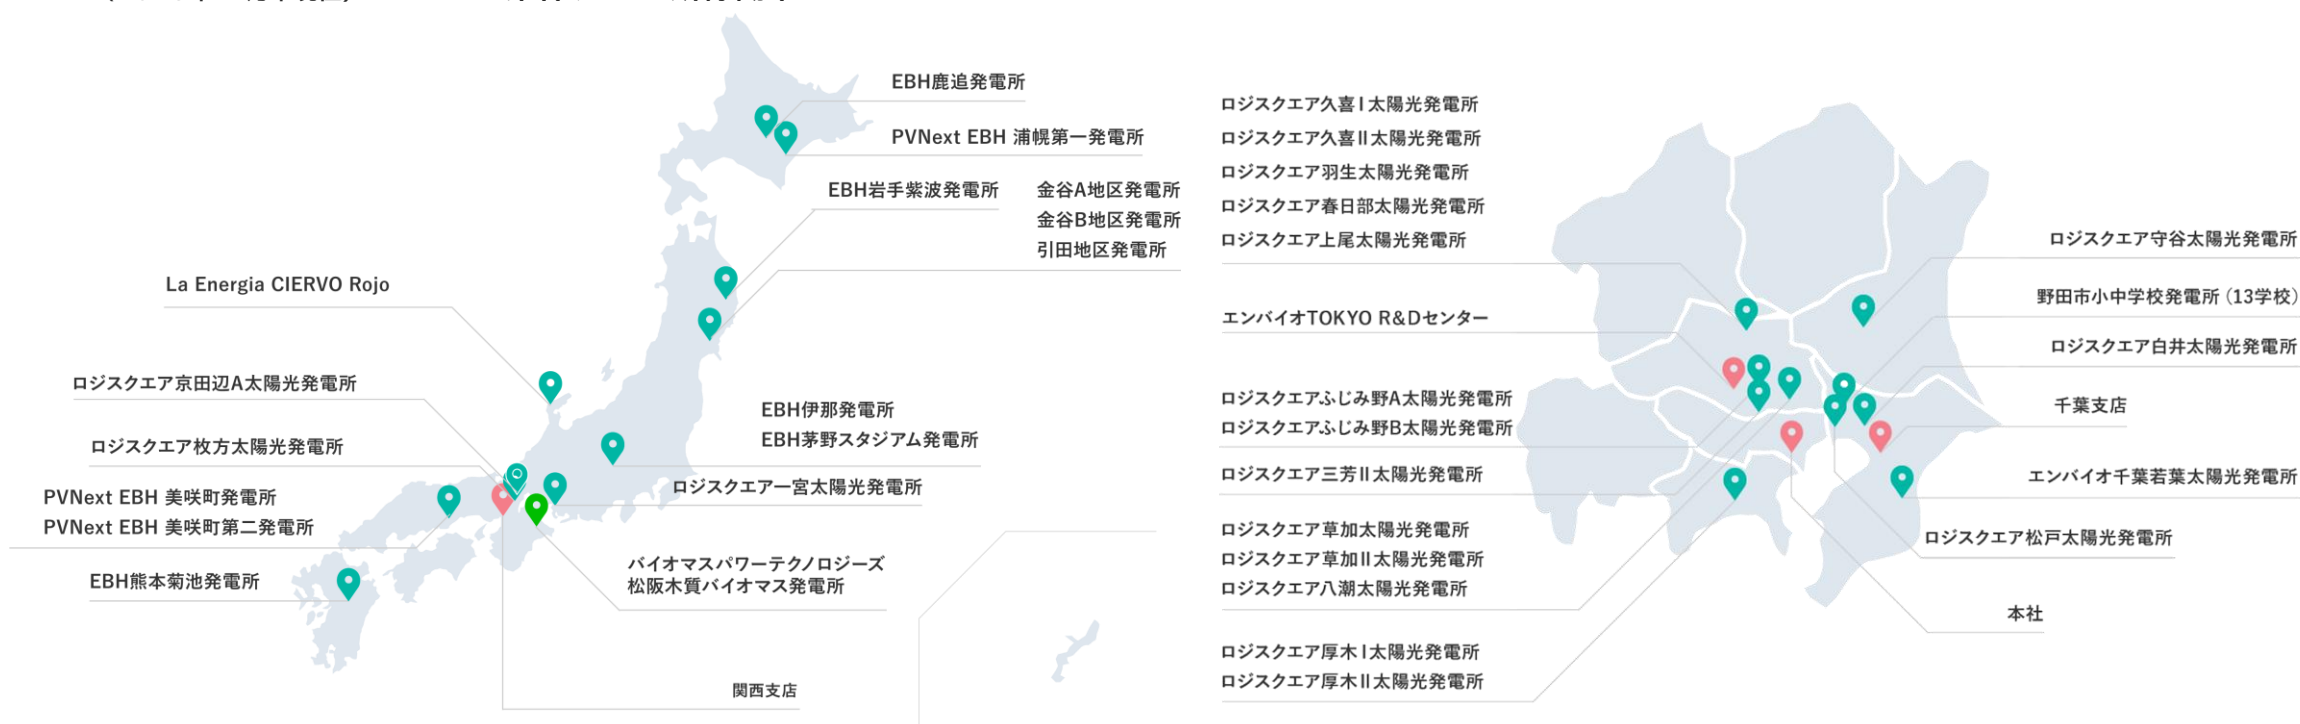 EBH鹿追発電所
PVNext EBH 浦幌第一発電所
EBH岩手紫波発電所
金谷A地区発電所
金谷B地区発電所
引田地区発電所
La Energia CIERVO Rojo
ロジスクエア京田辺A太陽光発電所
ロジスクエア枚方太陽光発電所
PVNext EBH 美咲町発電所
PVNext EBH 美咲町第二発電所
EBH熊本菊池発電所
EBH伊那発電所
EBH茅野スタジアム発電所
ロジスクエア一宮太陽光発電所
バイオマスパワーテクノロジーズ
松阪木質バイオマス発電所
関西支店
ロジスクエア久喜I太陽光発電所
ロジスクエア久喜II太陽光発電所
ロジスクエア羽生太陽光発電所
ロジスクエア春日部太陽光発電所
ロジスクエア上尾太陽光発電所
エンバイオTOKYO R&Dセンター
ロジスクエアふじみ野A太陽光発電所
ロジスクエアふじみ野B太陽光発電所
ロジスクエア三芳II太陽光発電所
ロジスクエア草加太陽光発電所
ロジスクエア草加II太陽光発電所
ロジスクエア八潮太陽光発電所
ロジスクエア厚木I太陽光発電所
ロジスクエア厚木II太陽光発電所
ロジスクエア守谷太陽光発電所
野田市小中学校発電所（13学校）
ロジスクエア白井太陽光発電所
千葉支店
エンバイオ千葉若葉太陽光発電所
ロジスクエア松戸太陽光発電所
本社